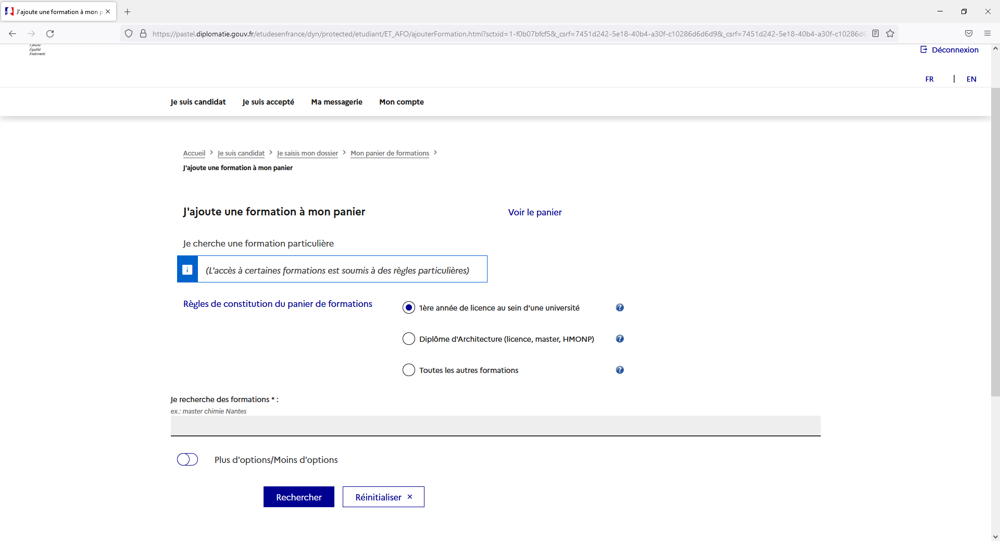 J'ajoute une formation à mon p
https://pastel.diplomatie.gouv.fr/etudesenfrance/dyn/protected/etudiant/ET_AFO/ajouterFormation.html?sctxid=1-f0b07bfcf5&_csrf=7451d242-5e18-40b4-a30f-c10286d6d6d9&_csrf=7451d242-5e18-40b4-a30f-c10286d6
Liberté
Égalité
Fraternité
Déconnexion
FR | EN
Je suis candidat Je suis accepté Ma messagerie Mon compte
Accueil > Je suis candidat > Je saisis mon dossier > Mon panier de formations >
J'ajoute une formation à mon panier
J'ajoute une formation à mon panier Voir le panier
Je cherche une formation particulière
(L'accès à certaines formations est soumis à des règles particulières)
Règles de constitution du panier de formations
1ère année de licence au sein d'une université
Diplôme d'Architecture (licence, master, HMONP)
Toutes les autres formations
Je recherche des formations * :
ex.: master chimie Nantes
Plus d'options/Moins d'options
Rechercher Réinitialiser ×